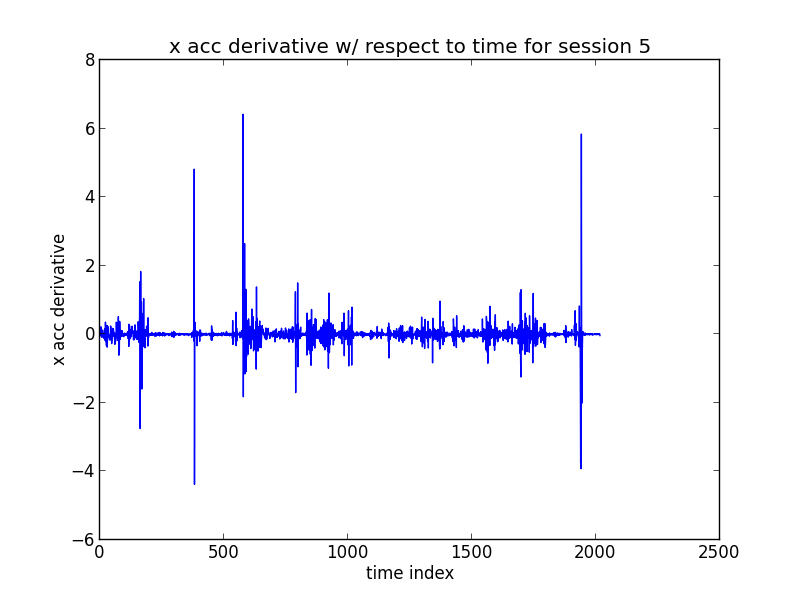 x acc derivative w/ respect to time for session 5
8
6
4
2
0
−2
−4
−6
x acc derivative
0 500 1000 1500 2000 2500
time index